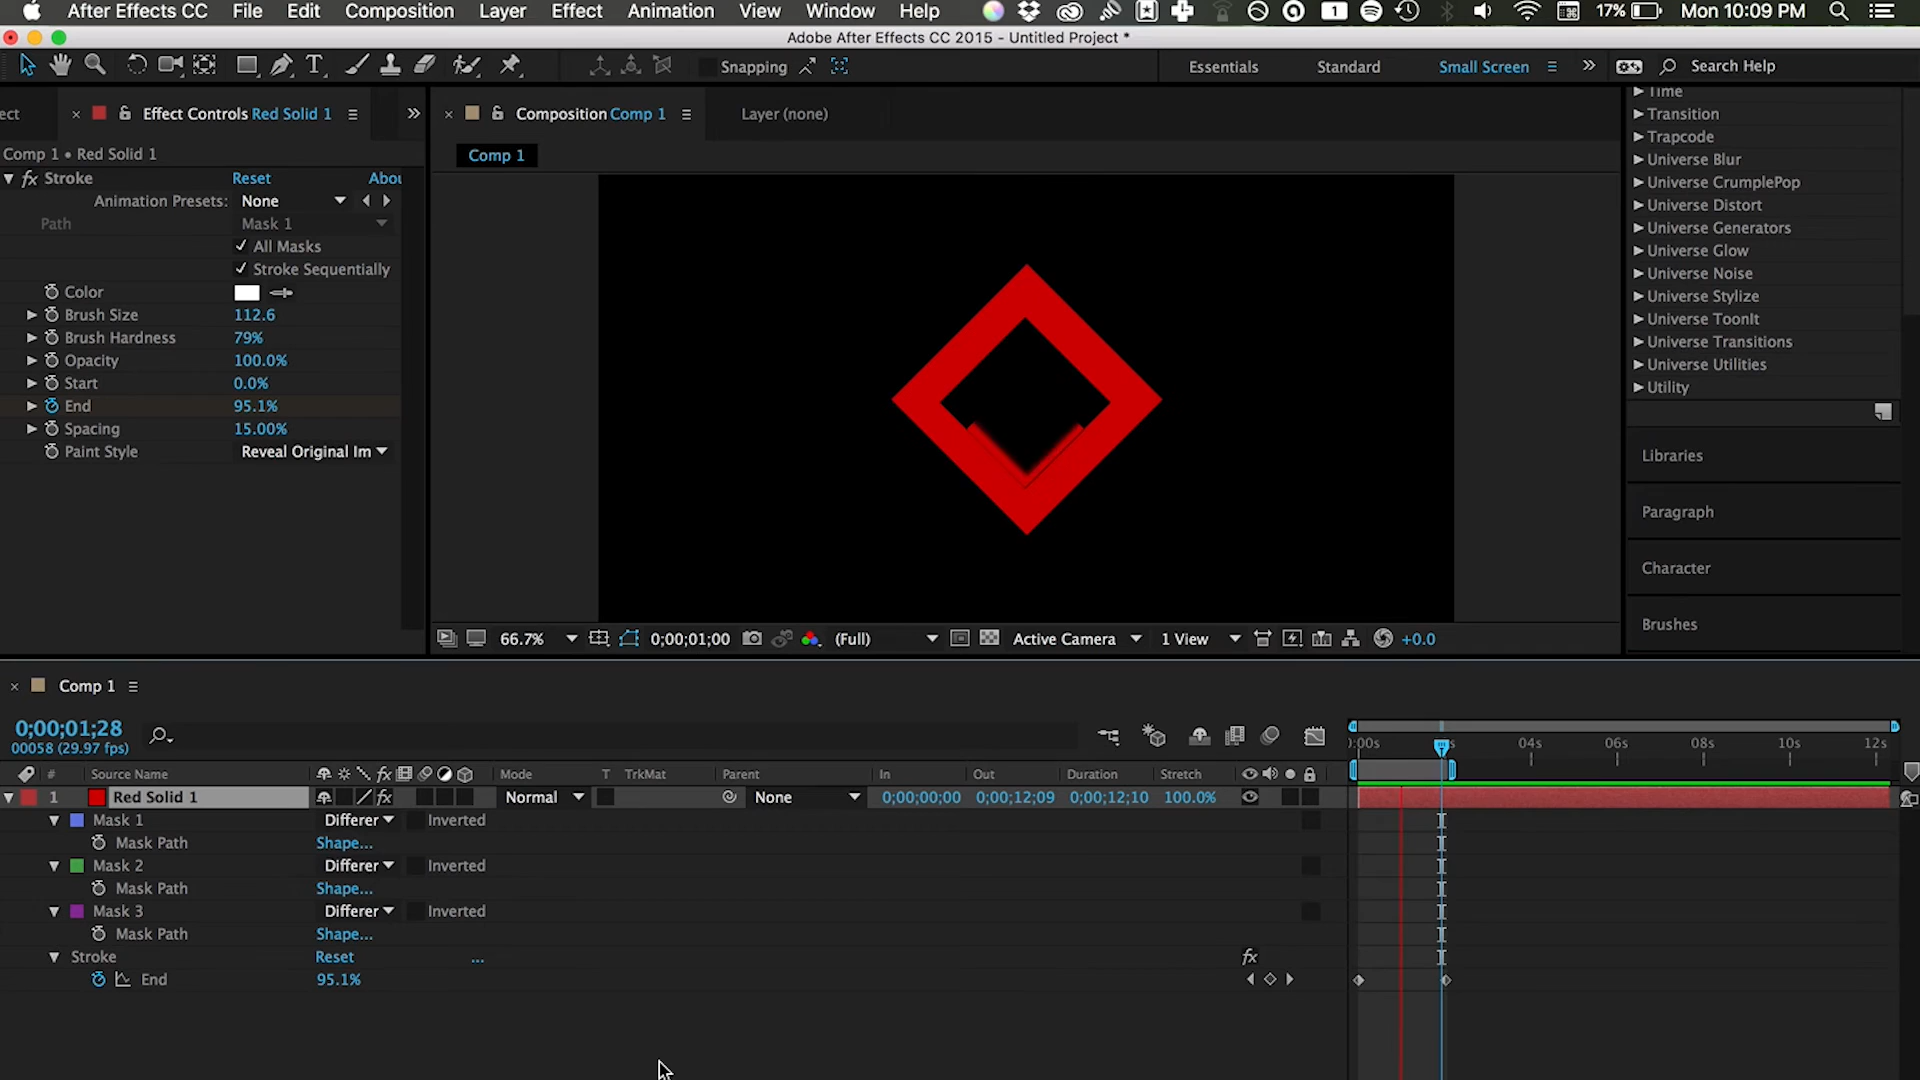 After Effects CC File Edit Composition Layer Effect Animation View Window Help 1 17% Mon 10:09 PM
Adobe After Effects CC 2015 - Untitled Project *
T Snapping Essentials Standard Small Screen Search Help
ect Effect Controls Red Solid 1 Composition Comp 1 Layer (none)
Comp 1 • Red Solid 1
Comp 1
fx Stroke Reset Abou
Animation Presets: None
Path Mask 1
All Masks
Stroke Sequentially
Color
Brush Size 112.6
Brush Hardness 79%
Opacity 100.0%
Start 0.0%
End 95.1%
Spacing 15.00%
Paint Style Reveal Original Im
Time
Transition
Trapcode
Universe Blur
Universe CrumplePop
Universe Distort
Universe Generators
Universe Glow
Universe Noise
Universe Stylize
Universe ToonIt
Universe Transitions
Universe Utilities
Utility
Libraries
Paragraph
Character
Brushes
66.7% 0;00;01;00 (Full) Active Camera 1 View +0.0
Comp 1
0;00;01;28
00058 (29.97 fps)
:00s s 04s 06s 08s 10s 12s
# Source Name fx Mode T TrkMat Parent In Out Duration Stretch
1 Red Solid 1 fx Normal None 0;00;00;00 0;00;12;09 0;00;12;10 100.0%
Mask 1 Differ Inverted
Mask Path Shape...
Mask 2 Differ Inverted
Mask Path Shape...
Mask 3 Differ Inverted
Mask Path Shape...
Stroke Reset ... fx
End 95.1%